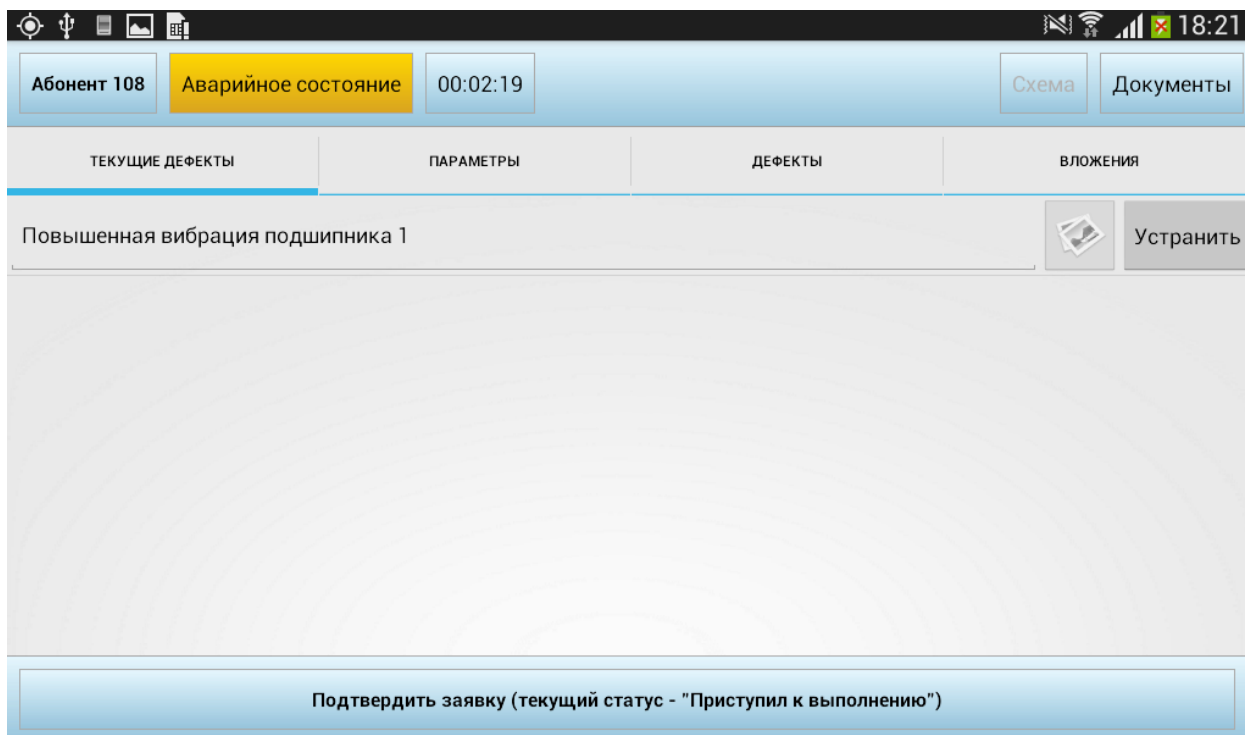 18:21
Абонент 108
Аварийное состояние
00:02:19
Схема
Документы
ТЕКУЩИЕ ДЕФЕКТЫ
ПАРАМЕТРЫ
ДЕФЕКТЫ
ВЛОЖЕНИЯ
Повышенная вибрация подшипника 1
Устранить
Подтвердить заявку (текущий статус - "Приступил к выполнению")